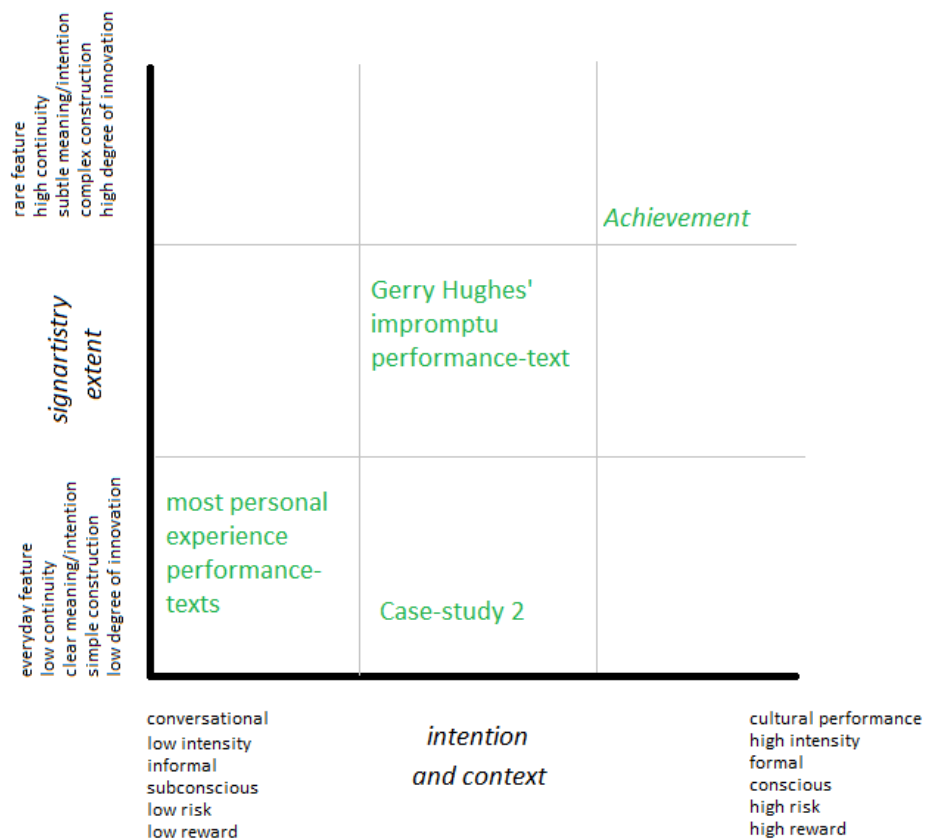 rare feature
high continuity
subtle meaning/intention
complex construction
high degree of innovation
Achievement
signartistry
extent
Gerry Hughes'
impromptu
performance-text
everyday feature
low continuity
clear meaning/intention
simple construction
low degree of innovation
most personal
experience
performance-
texts
Case-study 2
conversational
low intensity
informal
subconscious
low risk
low reward
intention
and context
cultural performance
high intensity
formal
conscious
high risk
high reward